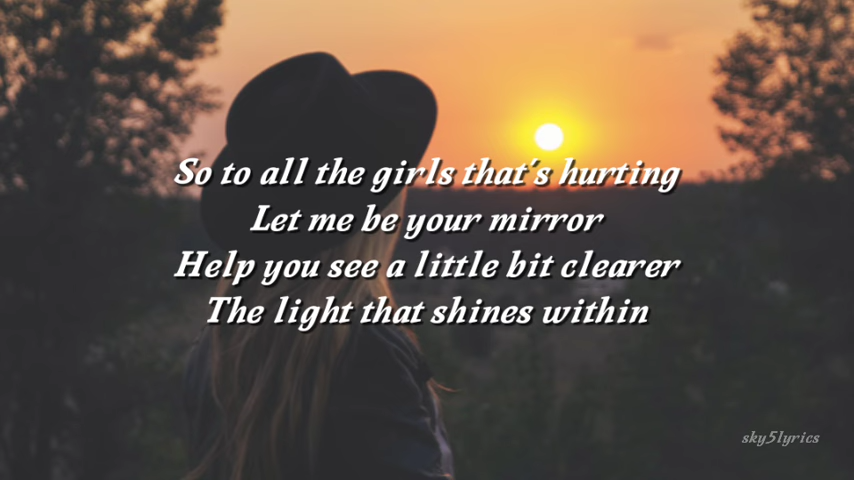 So to all the girls that's hurting
Let me be your mirror
Help you see a little bit clearer
The light that shines within
sky5lyrics